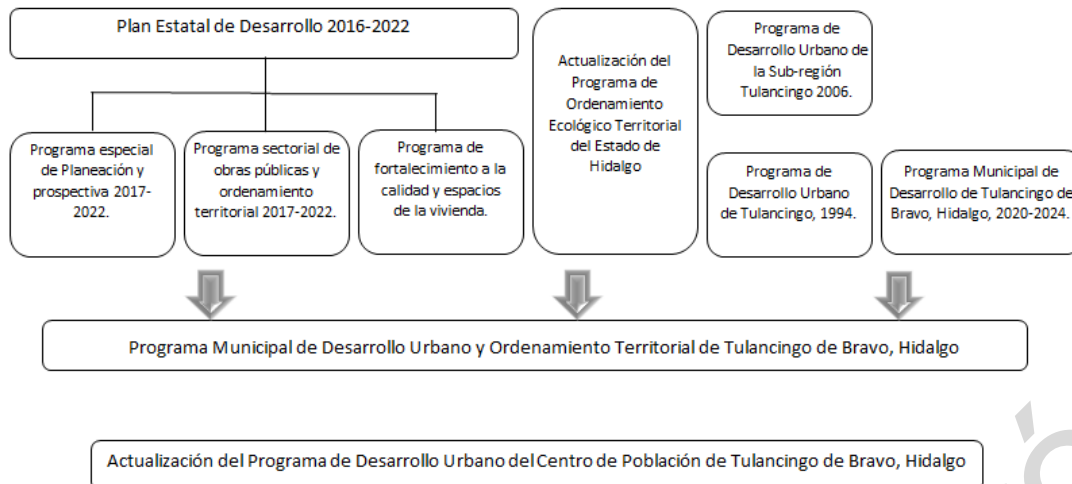 Plan Estatal de Desarrollo 2016-2022
Programa especial
de Planeación y
prospectiva 2017-
2022.
Programa sectorial de
obras públicas y
ordenamiento
territorial 2017-2022.
Programa de
fortalecimiento a la
calidad y espacios
de la vivienda.
Actualización del
Programa de
Ordenamiento
Ecológico Territorial
del Estado de
Hidalgo
Programa de
Desarrollo Urbano de
la Sub-región
Tulancingo 2006.
Programa de
Desarrollo Urbano
de Tulancingo, 1994.
Programa Municipal de
Desarrollo de Tulancingo de
Bravo, Hidalgo, 2020-2024.
Programa Municipal de Desarrollo Urbano y Ordenamiento Territorial de Tulancingo de Bravo, Hidalgo
Actualización del Programa de Desarrollo Urbano del Centro de Población de Tulancingo de Bravo, Hidalgo